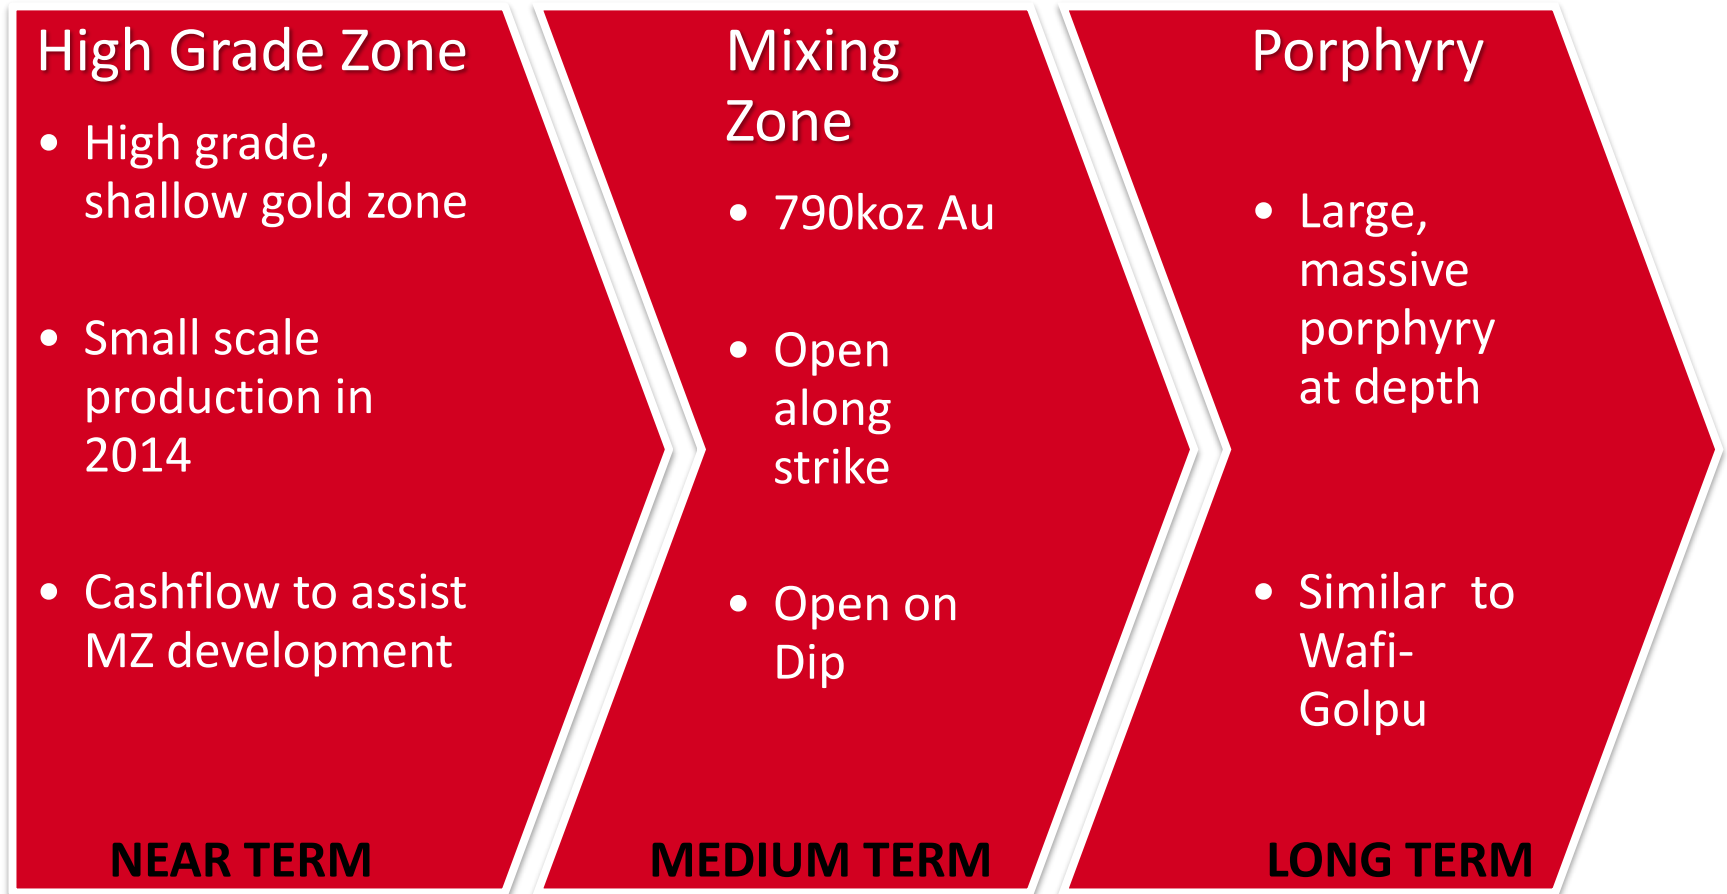 High Grade Zone
• High grade,
shallow gold zone
• Small scale
production in
2014
• Cashflow to assist
MZ development
NEAR TERM
Mixing
Zone
• 790koz Au
• Open
along
strike
• Open on
Dip
MEDIUM TERM
Porphyry
• Large,
massive
porphyry
at depth
• Similar  to
Wafi-
Golpu
LONG TERM